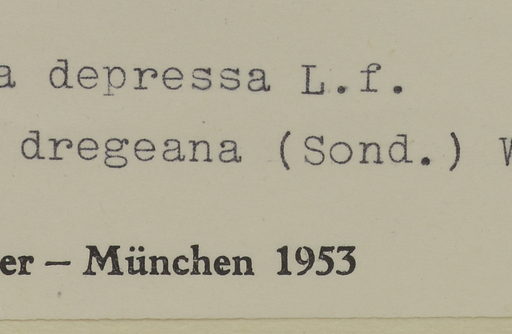 a depressa L.f.
dregeana (Sond.) W
er – München 1953